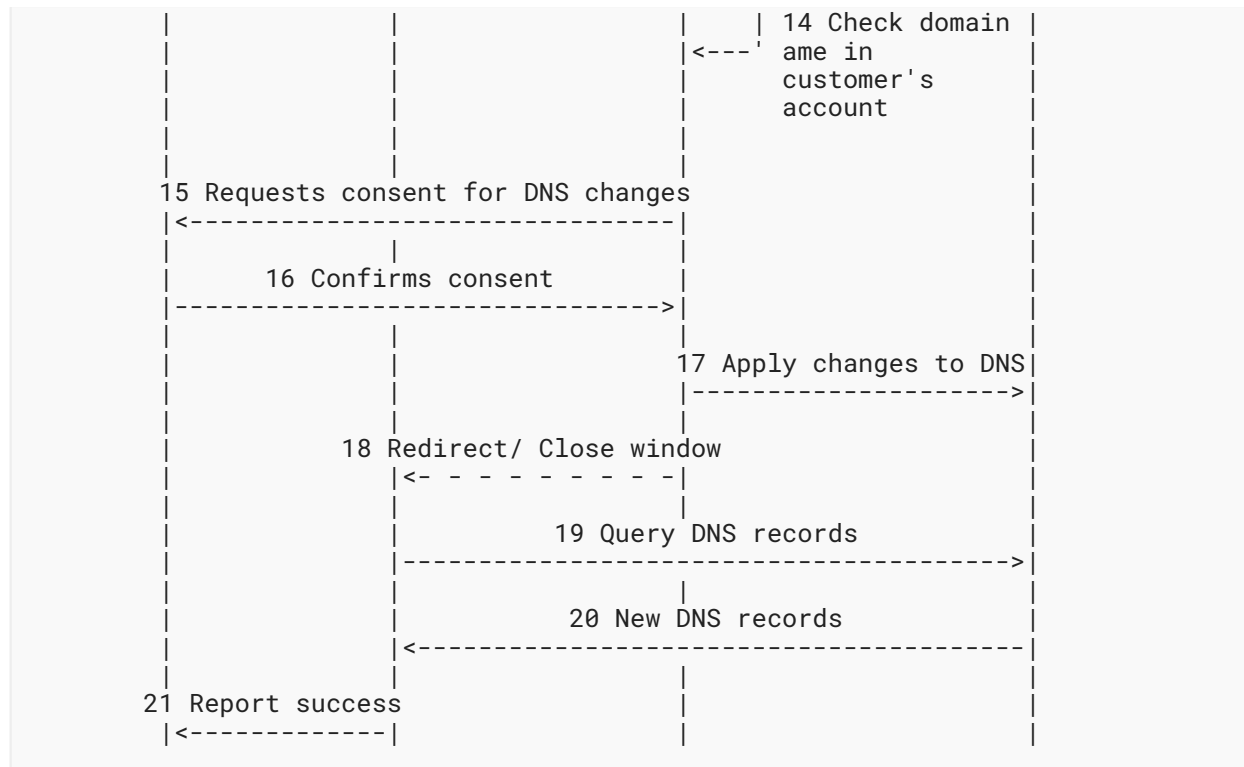 14 Check domain
ame in
customer's
account
15 Requests consent for DNS changes
16 Confirms consent
17 Apply changes to DNS
18 Redirect/ Close window
19 Query DNS records
20 New DNS records
21 Report success